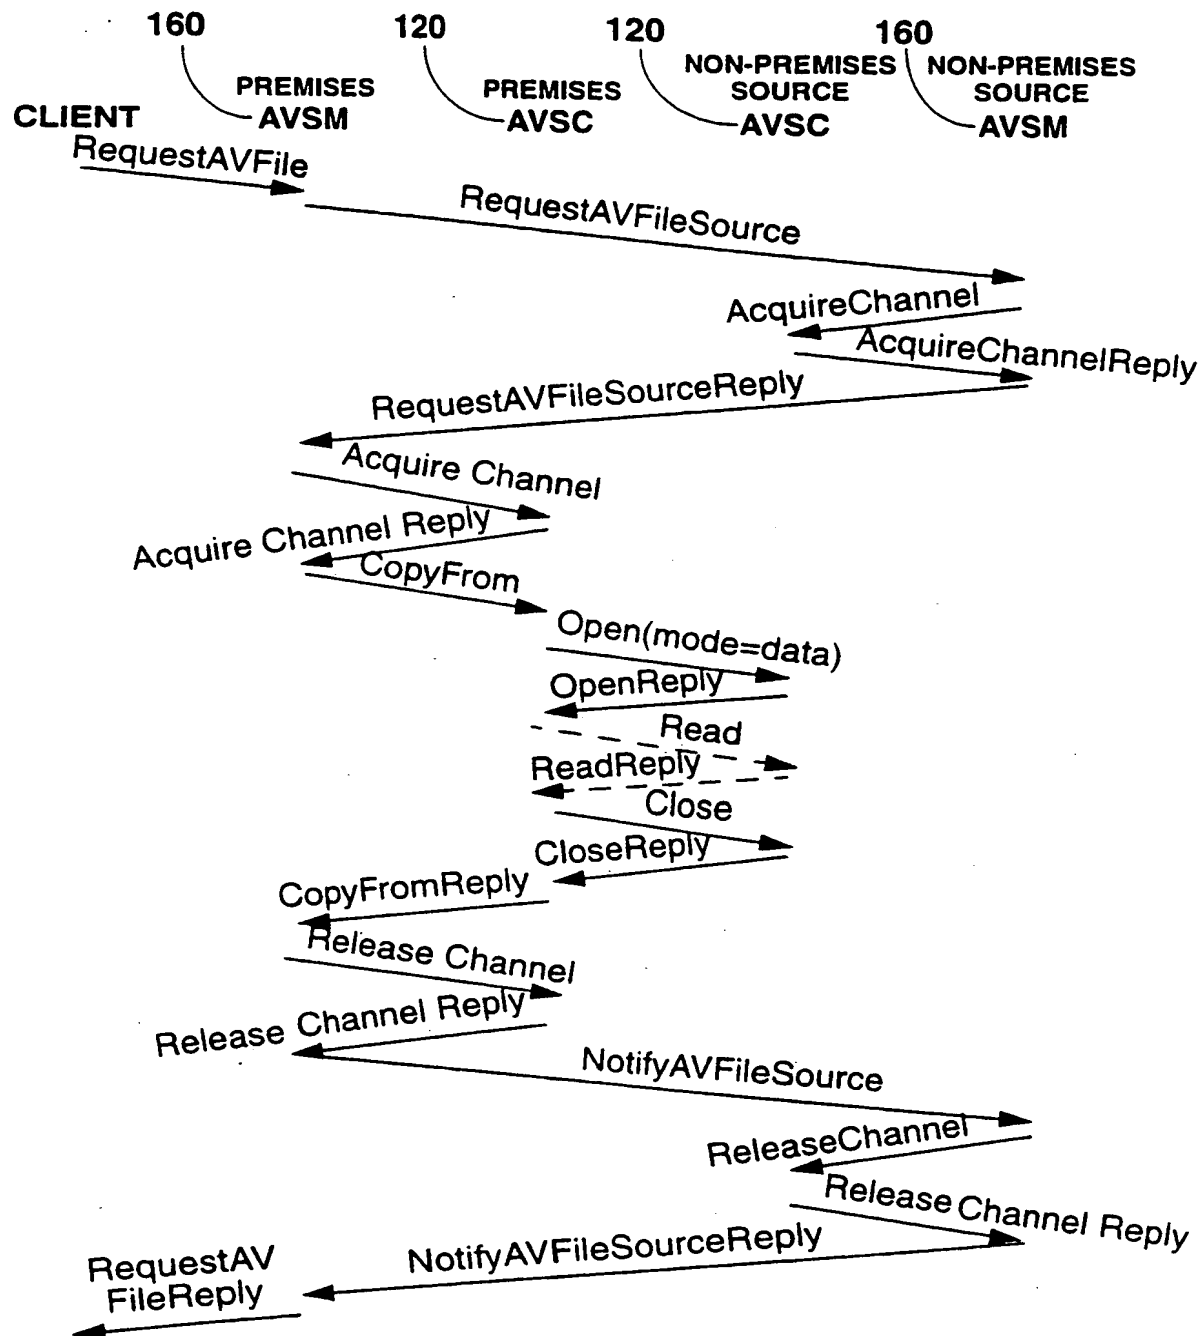 160 120 120 160
PREMISES AVSM
PREMISES AVSC
NON-PREMISES SOURCE AVSC
NON-PREMISES SOURCE AVSM
CLIENT
RequestAVFile
RequestAVFileSource
AcquireChannel
AcquireChannelReply
RequestAVFileSourceReply
Acquire Channel
Acquire Channel Reply
CopyFrom
Open(mode=data)
OpenReply
Read
ReadReply
Close
CloseReply
CopyFromReply
Release Channel
Release Channel Reply
NotifyAVFileSource
ReleaseChannel
Release Channel Reply
NotifyAVFileSourceReply
RequestAV
FileReply